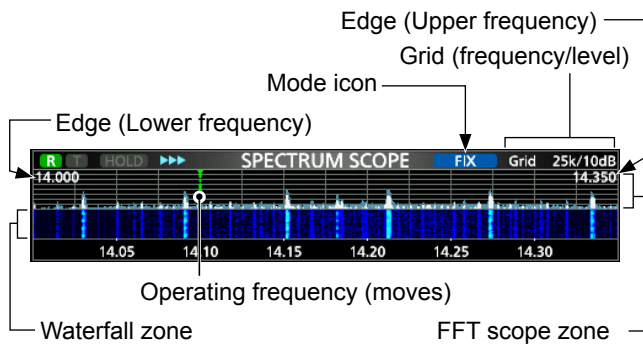 Edge (Upper frequency)
Grid (frequency/level)
Mode icon
Edge (Lower frequency)
R T HOLD SPECTRUM SCOPE FIX Grid 25k/10dB
14.000 14.350
14.05 14.10 14.15 14.20 14.25 14.30
Operating frequency (moves)
Waterfall zone FFT scope zone